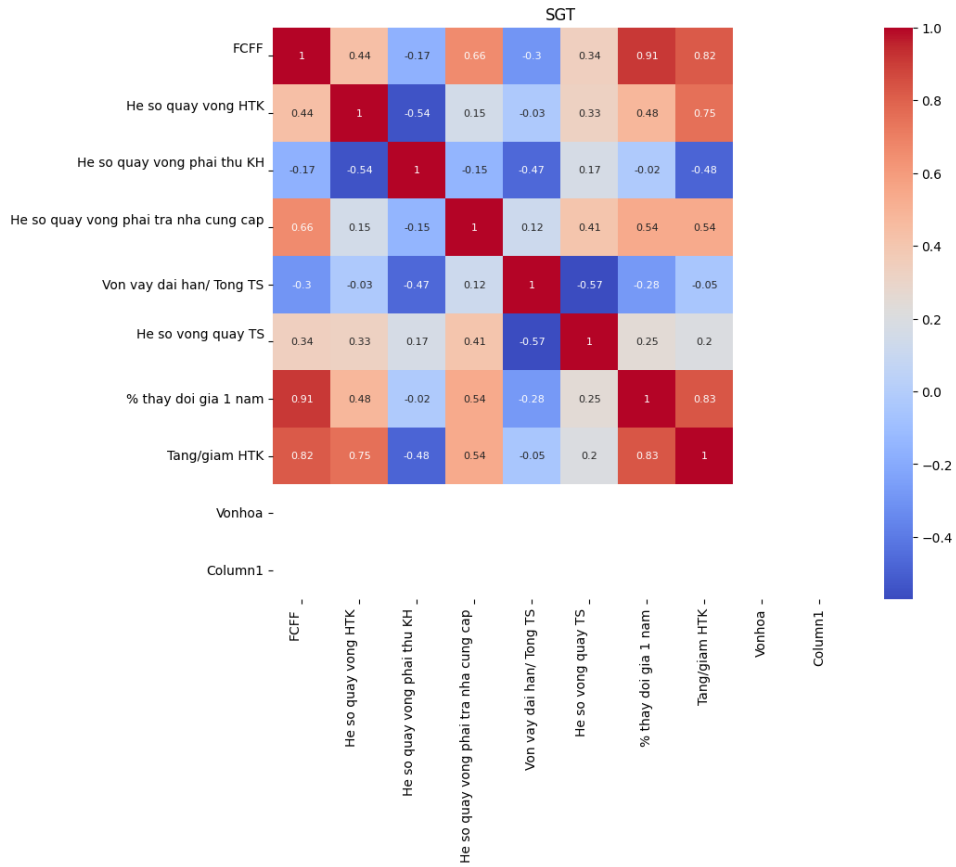 SGT
FCFF
1 0.44 -0.17 0.66 -0.3 0.34 0.91 0.82
He so quay vong HTK
0.44 1 -0.54 0.15 -0.03 0.33 0.48 0.75
He so quay vong phai thu KH
-0.17 -0.54 1 -0.15 -0.47 0.17 -0.02 -0.48
He so quay vong phai tra nha cung cap
0.66 0.15 -0.15 1 0.12 0.41 0.54 0.54
Von vay dai han/ Tong TS
-0.3 -0.03 -0.47 0.12 1 -0.57 -0.28 -0.05
He so vong quay TS
0.34 0.33 0.17 0.41 -0.57 1 0.25 0.2
% thay doi gia 1 nam
0.91 0.48 -0.02 0.54 -0.28 0.25 1 0.83
Tang/giam HTK
0.82 0.75 -0.48 0.54 -0.05 0.2 0.83 1
Vonhoa
Column1
FCFF
He so quay vong HTK
He so quay vong phai thu KH
He so quay vong phai tra nha cung cap
Von vay dai han/ Tong TS
He so vong quay TS
% thay doi gia 1 nam
Tang/giam HTK
Vonhoa
Column1
1.0
0.8
0.6
0.4
0.2
0.0
−0.2
−0.4